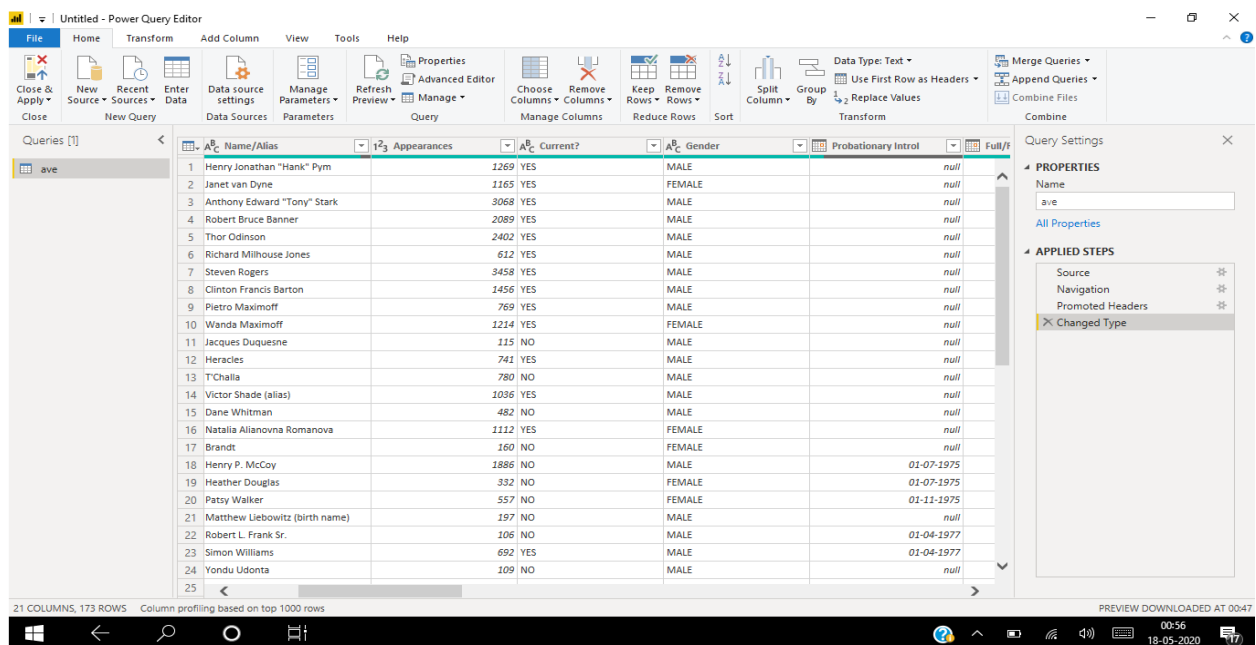 Untitled - Power Query Editor
File Home Transform Add Column View Tools Help
Close & Apply New Source Recent Sources Enter Data Data source settings Manage Parameters Refresh Preview Properties Advanced Editor Manage Choose Columns Remove Columns Keep Rows Remove Rows Split Column Group By Data Type: Text Use First Row as Headers Replace Values Merge Queries Append Queries Combine Files
Close New Query Data Sources Parameters Query Manage Columns Reduce Rows Sort Transform Combine
Queries [1]
ave
Name/Alias Appearances Current? Gender Probationary Introl Full/
1 Henry Jonathan "Hank" Pym 1269 YES MALE null
2 Janet van Dyne 1165 YES FEMALE null
3 Anthony Edward "Tony" Stark 3068 YES MALE null
4 Robert Bruce Banner 2089 YES MALE null
5 Thor Odinson 2402 YES MALE null
6 Richard Milhouse Jones 612 YES MALE null
7 Steven Rogers 3458 YES MALE null
8 Clinton Francis Barton 1456 YES MALE null
9 Pietro Maximoff 769 YES MALE null
10 Wanda Maximoff 1214 YES FEMALE null
11 Jacques Duquesne 115 NO MALE null
12 Heracles 741 YES MALE null
13 T'Challa 780 NO MALE null
14 Victor Shade (alias) 1036 YES MALE null
15 Dane Whitman 482 NO MALE null
16 Natalia Alianovna Romanova 1112 YES FEMALE null
17 Brandt 160 NO FEMALE null
18 Henry P. McCoy 1886 NO MALE 01-07-1975
19 Heather Douglas 332 NO FEMALE 01-07-1975
20 Patsy Walker 557 NO FEMALE 01-11-1975
21 Matthew Liebowitz (birth name) 197 NO MALE null
22 Robert L. Frank Sr. 106 NO MALE 01-04-1977
23 Simon Williams 692 YES MALE 01-04-1977
24 Yondu Udonta 109 NO MALE null
25
Query Settings
PROPERTIES
Name
ave
All Properties
APPLIED STEPS
Source
Navigation
Promoted Headers
Changed Type
21 COLUMNS, 173 ROWS Column profiling based on top 1000 rows PREVIEW DOWNLOADED AT 00:47
00:56
18-05-2020
17